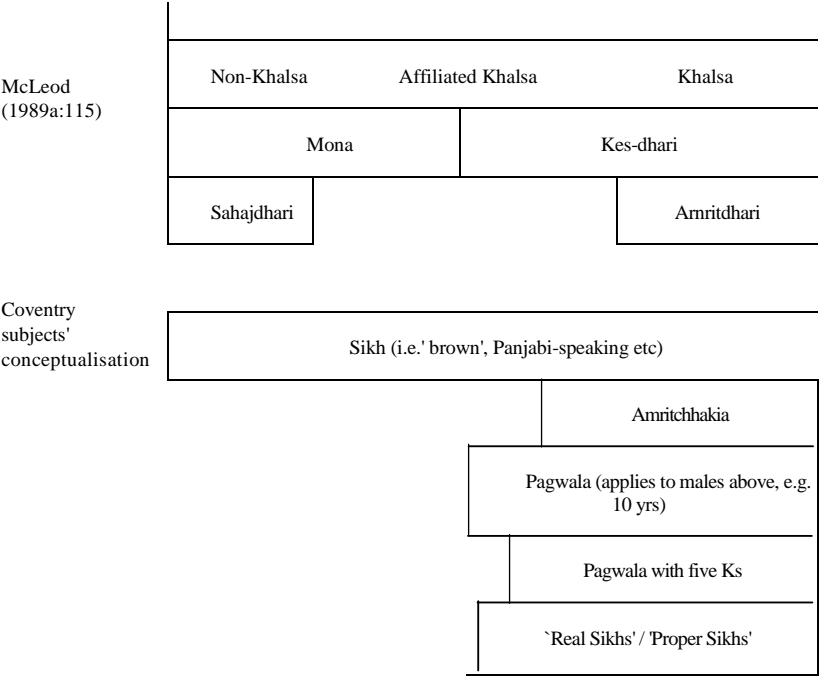 McLeod
(1989a:115)
Non-Khalsa Affiliated Khalsa Khalsa
Mona Kes-dhari
Sahajdhari Arnritdhari
Coventry
subjects'
conceptualisation
Sikh (i.e.' brown', Panjabi-speaking etc)
Amritchhakia
Pagwala (applies to males above, e.g.
10 yrs)
Pagwala with five Ks
`Real Sikhs' / 'Proper Sikhs'